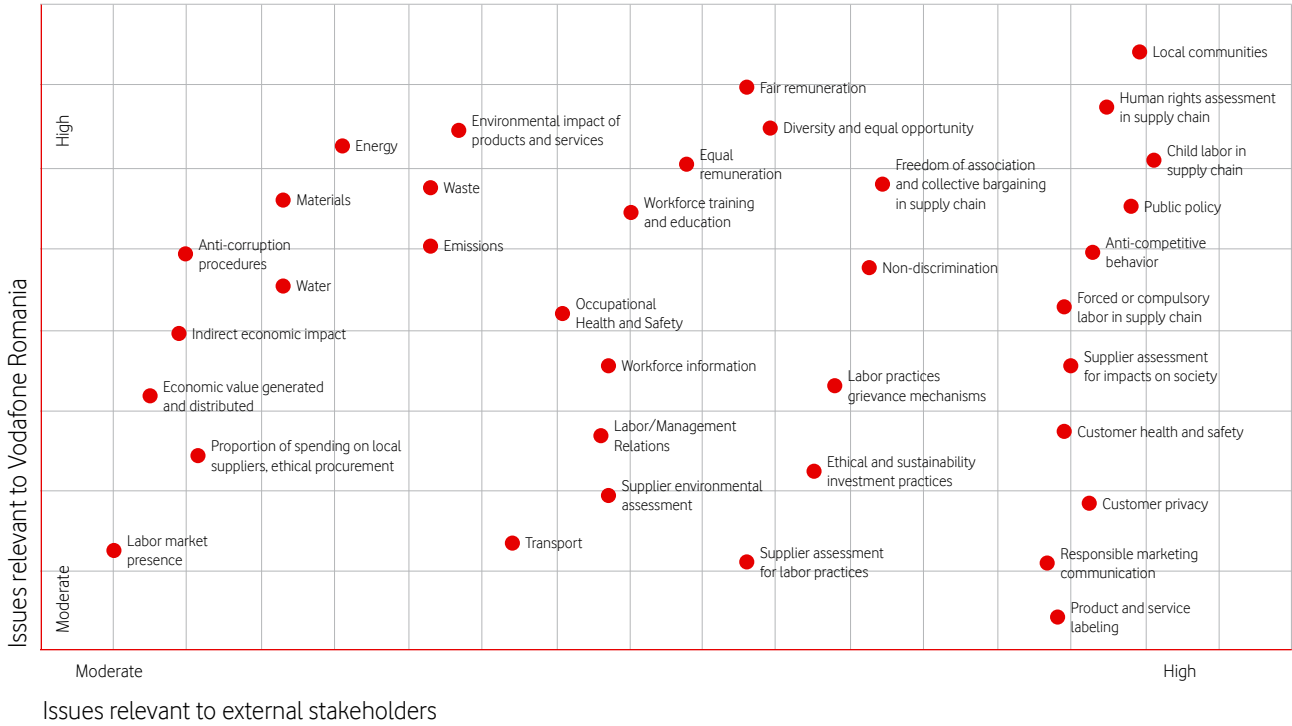 Issues relevant to Vodafone Romania
High
Moderate
Local communities
Fair remuneration
Human rights assessment
in supply chain
Environmental impact of
products and services
Diversity and equal opportunity
Energy
Equal
remuneration
Child labor in
supply chain
Freedom of association
and collective bargaining
in supply chain
Waste
Materials
Workforce training
and education
Public policy
Anti-corruption
procedures
Emissions
Anti-competitive
behavior
Non-discrimination
Water
Occupational
Health and Safety
Forced or compulsory
labor in supply chain
Indirect economic impact
Workforce information
Supplier assessment
for impacts on society
Labor practices
grievance mechanisms
Economic value generated
and distributed
Labor/Management
Relations
Customer health and safety
Proportion of spending on local
suppliers, ethical procurement
Ethical and sustainability
investment practices
Supplier environmental
assessment
Customer privacy
Labor market
presence
Transport
Supplier assessment
for labor practices
Responsible marketing
communication
Product and service
labeling
Moderate
High
Issues relevant to external stakeholders